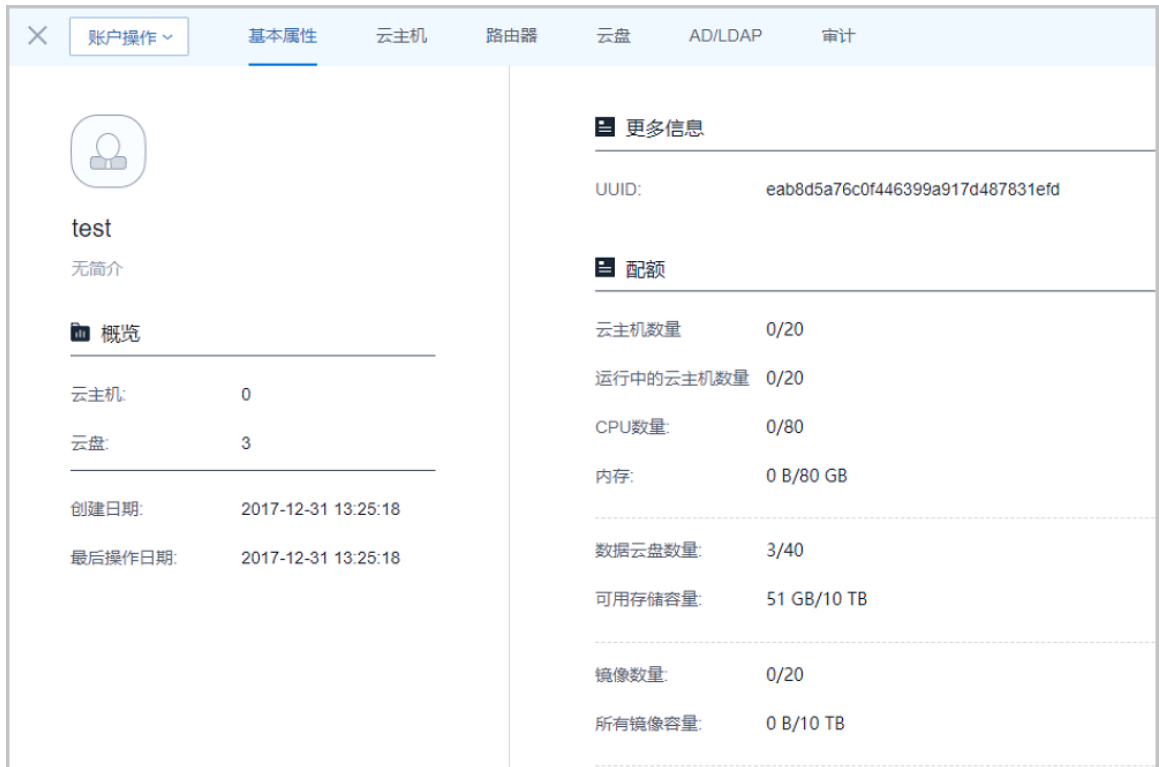 账户操作 基本属性 云主机 路由器 云盘 AD/LDAP 审计
test
无简介
概览
云主机: 0
云盘: 3
创建日期: 2017-12-31 13:25:18
最后操作日期: 2017-12-31 13:25:18
更多信息
UUID: eab8d5a76c0f446399a917d487831efd
配额
云主机数量 0/20
运行中的云主机数量 0/20
CPU数量: 0/80
内存: 0 B/80 GB
数据云盘数量: 3/40
可用存储容量: 51 GB/10 TB
镜像数量: 0/20
所有镜像容量: 0 B/10 TB